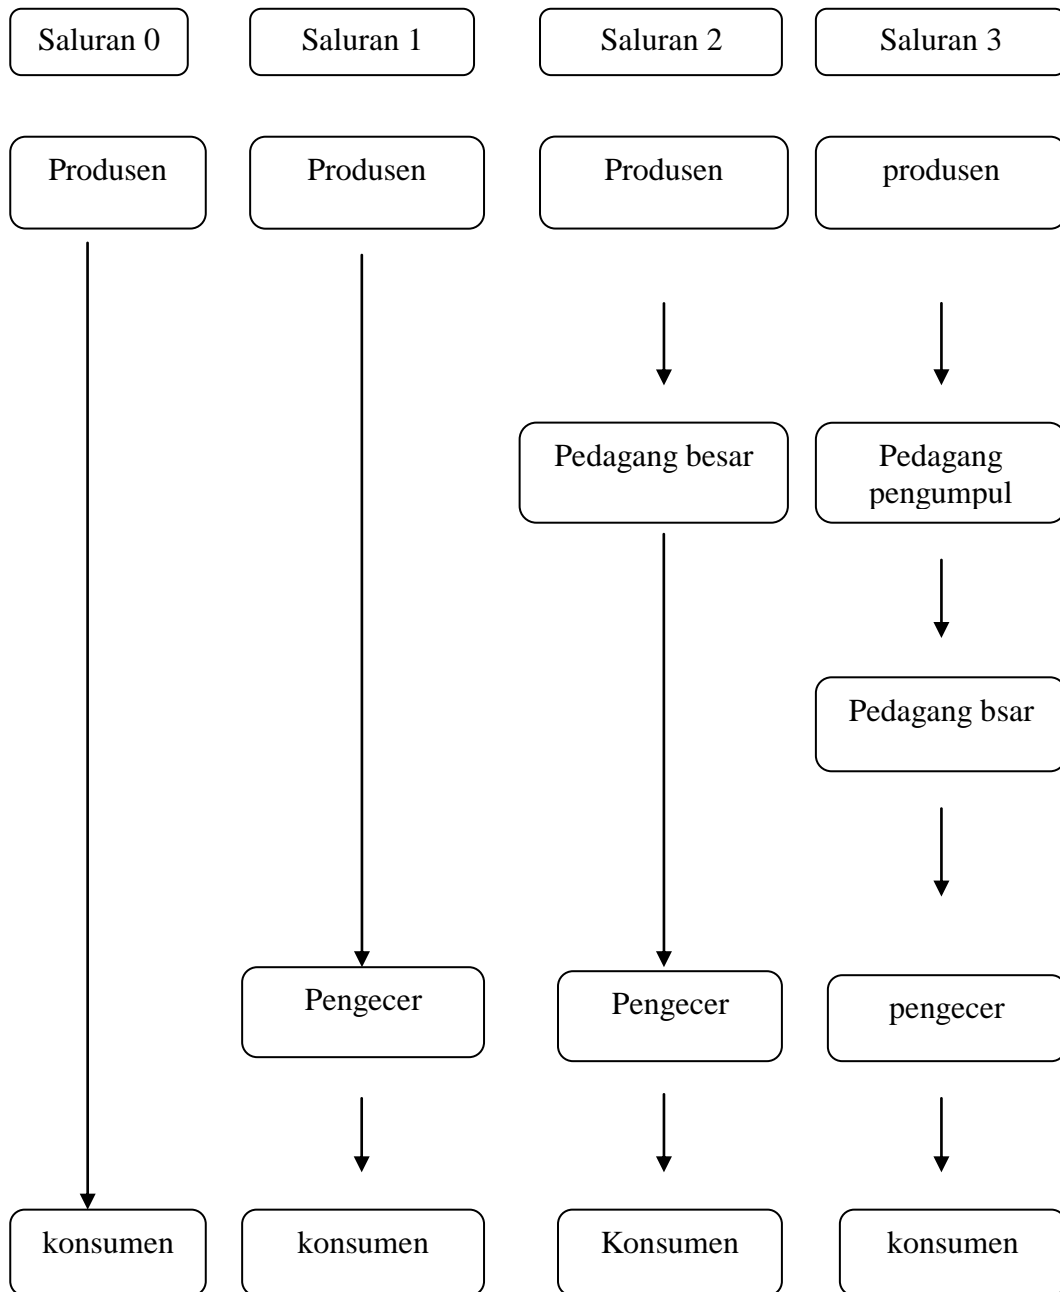 Saluran 0
Saluran 1
Saluran 2
Saluran 3
Produsen
Produsen
Produsen
produsen
Pedagang besar
Pedagang
pengumpul
Pedagang bsar
Pengecer
Pengecer
pengecer
konsumen
konsumen
Konsumen
konsumen